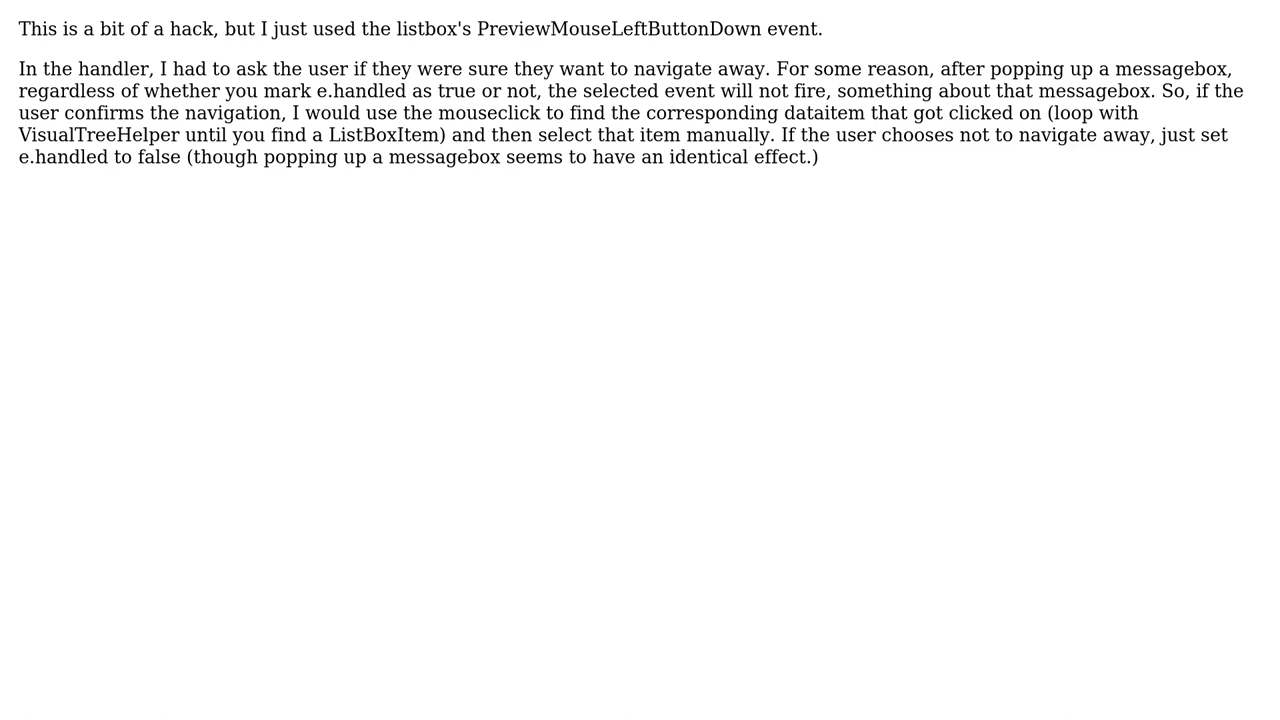 This is a bit of a hack, but I just used the listbox's PreviewMouseLeftButtonDown event.
In the handler, I had to ask the user if they were sure they want to navigate away. For some reason, after popping up a messagebox,
regardless of whether you mark e.handled as true or not, the selected event will not fire, something about that messagebox. So, if the
user confirms the navigation, I would use the mouseclick to find the corresponding dataitem that got clicked on (loop with
VisualTreeHelper until you find a ListBoxItem) and then select that item manually. If the user chooses not to navigate away, just set
e.handled to false (though popping up a messagebox seems to have an identical effect.)